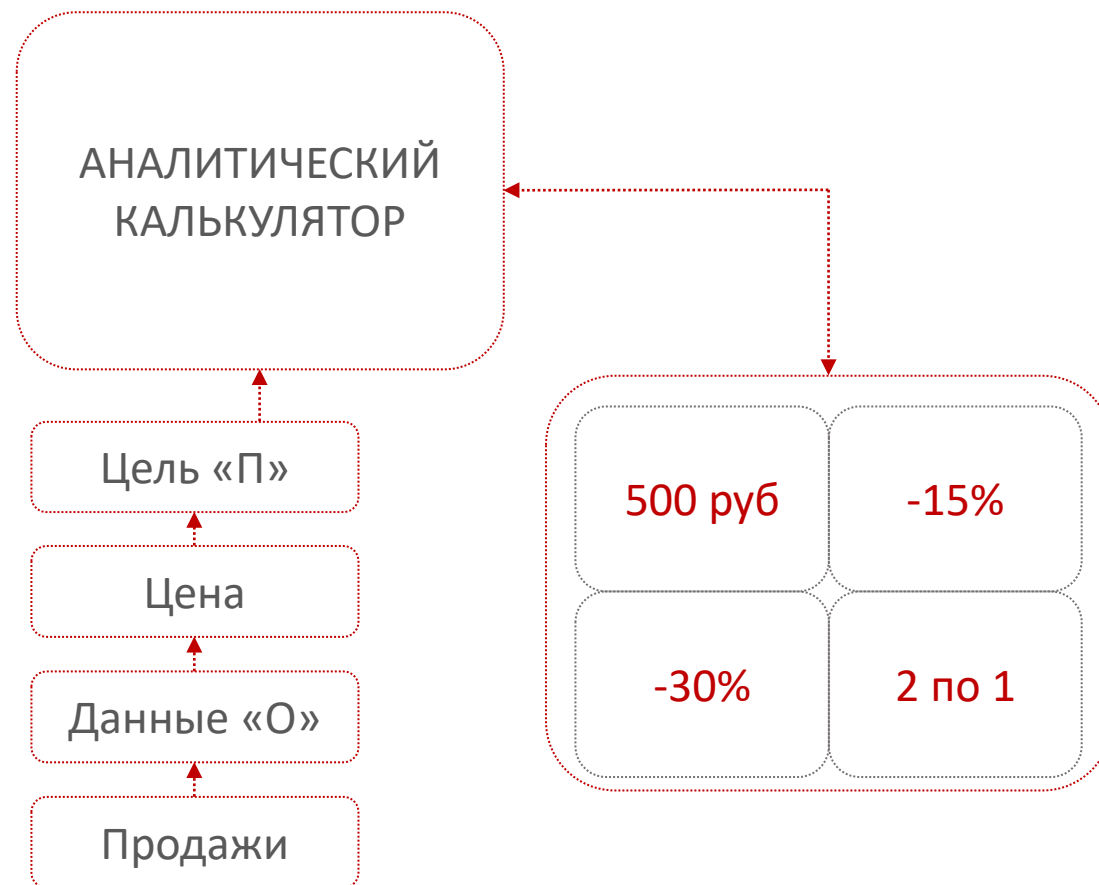 АНАЛИТИЧЕСКИЙ
КАЛЬКУЛЯТОР
Цель «П»
Цена
Данные «О»
Продажи
500 руб
-15%
-30%
2 по 1